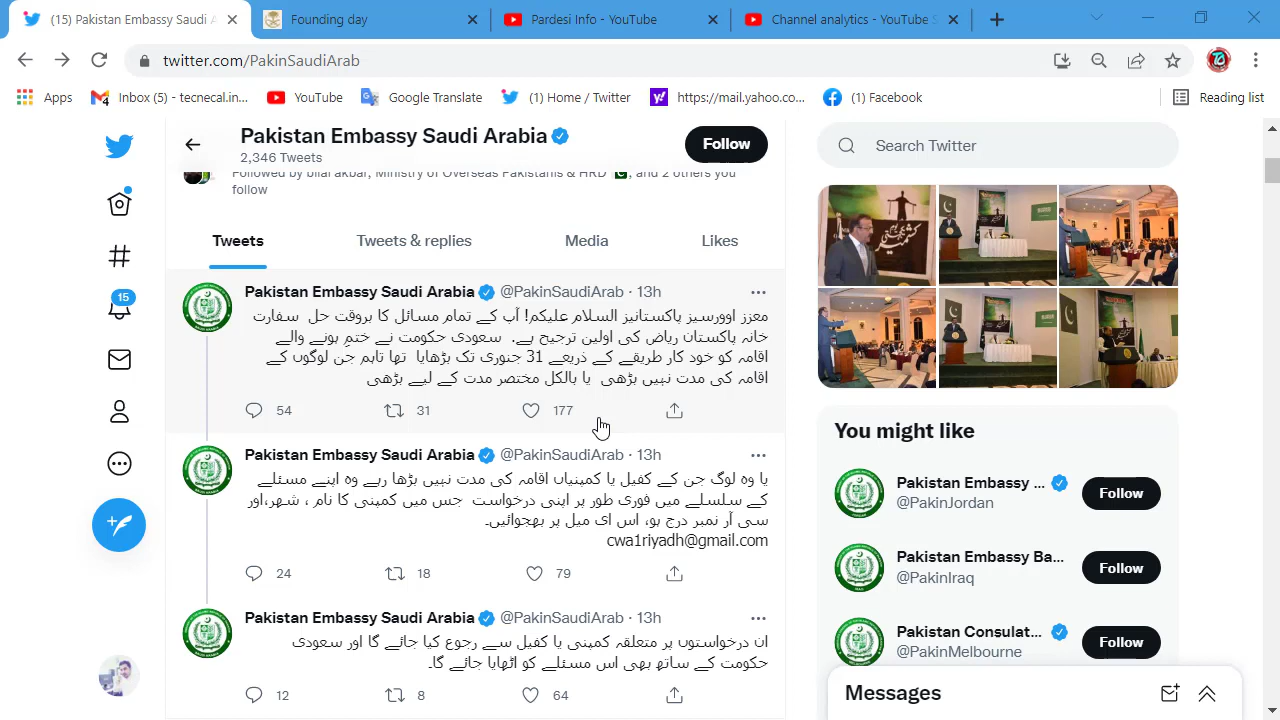 (15) Pakistan Embassy Saudi A
Founding day
Pardesi Info - YouTube
Channel analytics - YouTube S
twitter.com/PakinSaudiArab
Apps
Inbox (5) - tecnecal.in...
YouTube
Google Translate
(1) Home / Twitter
https://mail.yahoo.co...
(1) Facebook
Reading list
Pakistan Embassy Saudi Arabia
2,346 Tweets
Follow
Search Twitter
Followed by bilal akbar, Ministry of Overseas Pakistanis & HRD, and 2 others you
follow
Tweets
Tweets & replies
Media
Likes
Pakistan Embassy Saudi Arabia @PakinSaudiArab · 13h
معزز اوورسیز پاکستانیز السلام علیکم! آپ کے تمام مسائل کا بروقت حل سفارت
خانہ پاکستان ریاض کی اولین ترجیح ہے۔ سعودی حکومت نے ختم ہونے والے
اقامہ کو خود کار طریقے کے ذریعے 31 جنوری تک بڑھایا تھا تاہم جن لوگوں کے
اقامہ کی مدت نہیں بڑھی یا بالکل مختصر مدت کے لیے بڑھی
54
31
177
Pakistan Embassy Saudi Arabia @PakinSaudiArab · 13h
یا وہ لوگ جن کے کفیل یا کمپنیاں اقامہ کی مدت نہیں بڑھا رہے وہ اپنے مسئلے
کے سلسلے میں فوری طور پر اپنی درخواست جس میں کمپنی کا نام ، شہر،اور
سی آر نمبر درج ہو، اس ای میل پر بھجوائیں۔
cwa1riyadh@gmail.com
24
18
79
Pakistan Embassy Saudi Arabia @PakinSaudiArab · 13h
ان درخواستوں پر متعلقہ کمپنی یا کفیل سے رجوع کیا جائے گا اور سعودی
حکومت کے ساتھ بھی اس مسئلے کو اٹھایا جائے گا۔
12
8
64
15
You might like
Pakistan Embassy ...
@PakinJordan
Follow
Pakistan Embassy Ba...
@PakinIraq
Follow
Pakistan Consulat...
@PakinMelbourne
Follow
Messages